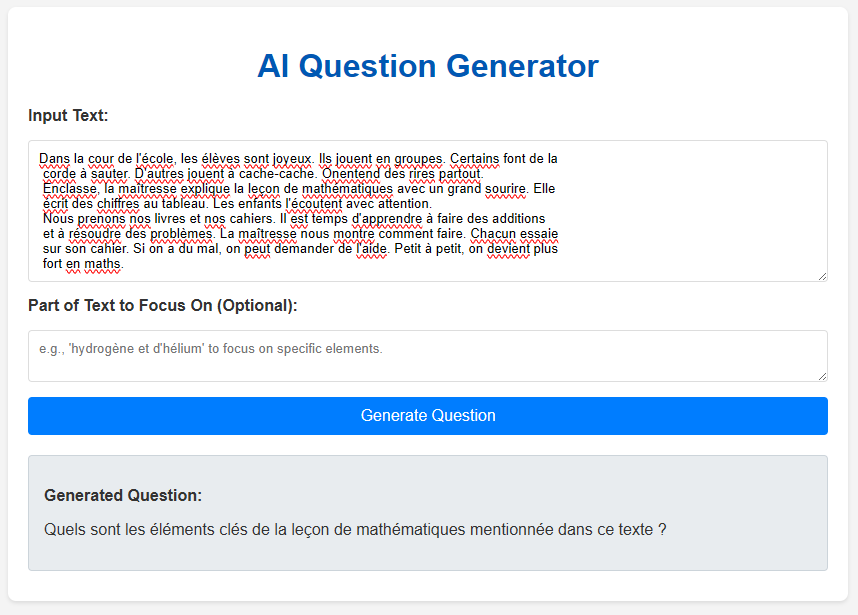 AI Question Generator
Input Text:
Dans la cour de l'école, les élèves sont joyeux. Ils jouent en groupes. Certains font de la
corde à sauter. D'autres jouent à cache-cache. Onentend des rires partout.
Enclasse, la maîtresse explique la leçon de mathématiques avec un grand sourire. Elle
écrit des chiffres au tableau. Les enfants l'écoutent avec attention.
Nous prenons nos livres et nos cahiers. Il est temps d'apprendre à faire des additions
et à résoudre des problèmes. La maîtresse nous montre comment faire. Chacun essaie
sur son cahier. Si on a du mal, on peut demander de l'aide. Petit à petit, on devient plus
fort en maths.
Part of Text to Focus On (Optional):
e.g., 'hydrogène et d'hélium' to focus on specific elements.
Generate Question
Generated Question:
Quels sont les éléments clés de la leçon de mathématiques mentionnée dans ce texte ?